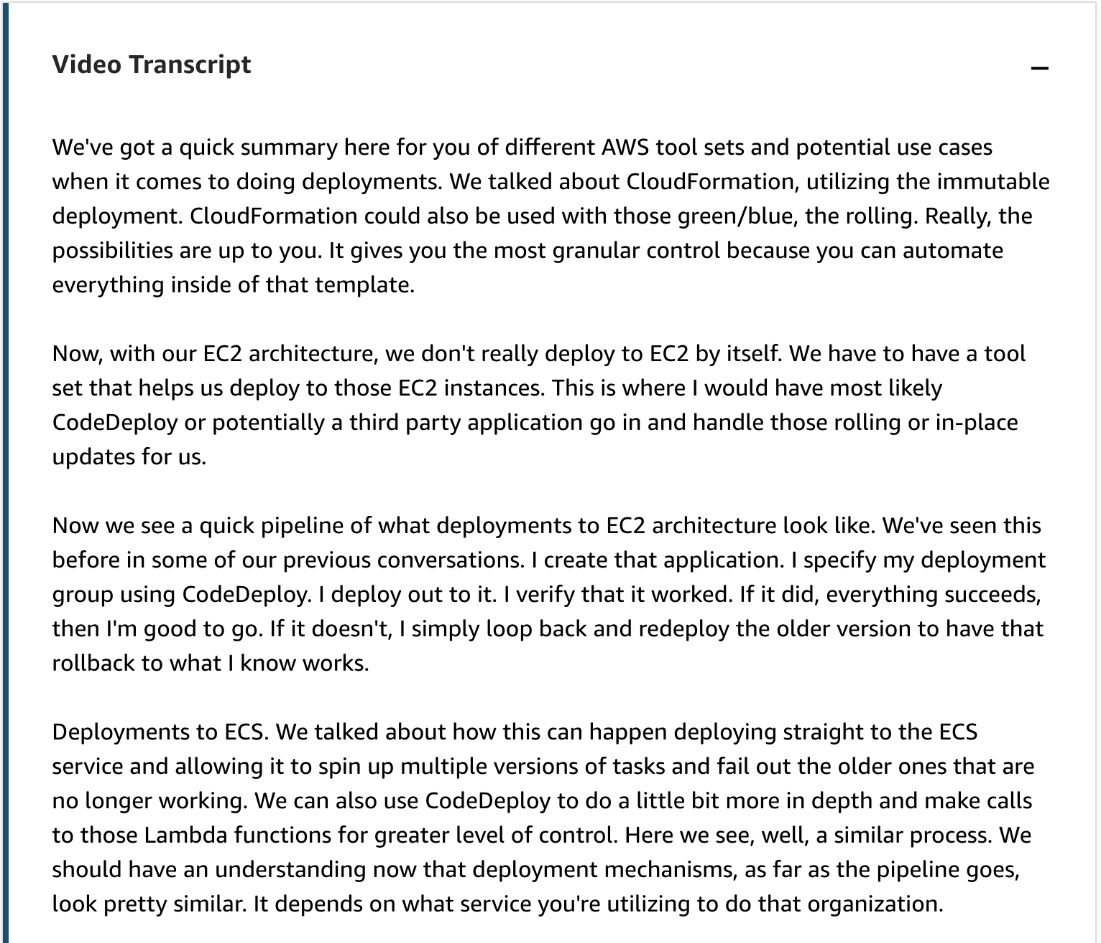 Video Transcript
We've got a quick summary here for you of different AWS tool sets and potential use cases
when it comes to doing deployments. We talked about CloudFormation, utilizing the immutable
deployment. CloudFormation could also be used with those green/blue, the rolling. Really, the
possibilities are up to you. It gives you the most granular control because you can automate
everything inside of that template.
Now, with our EC2 architecture, we don't really deploy to EC2 by itself. We have to have a tool
set that helps us deploy to those EC2 instances. This is where I would have most likely
CodeDeploy or potentially a third party application go in and handle those rolling or in-place
updates for us.
Now we see a quick pipeline of what deployments to EC2 architecture look like. We've seen this
before in some of our previous conversations. I create that application. I specify my deployment
group using CodeDeploy. I deploy out to it. I verify that it worked. If it did, everything succeeds,
then I'm good to go. If it doesn't, I simply loop back and redeploy the older version to have that
rollback to what I know works.
Deployments to ECS. We talked about how this can happen deploying straight to the ECS
service and allowing it to spin up multiple versions of tasks and fail out the older ones that are
no longer working. We can also use CodeDeploy to do a little bit more in depth and make calls
to those Lambda functions for greater level of control. Here we see, well, a similar process. We
should have an understanding now that deployment mechanisms, as far as the pipeline goes,
look pretty similar. It depends on what service you're utilizing to do that organization.